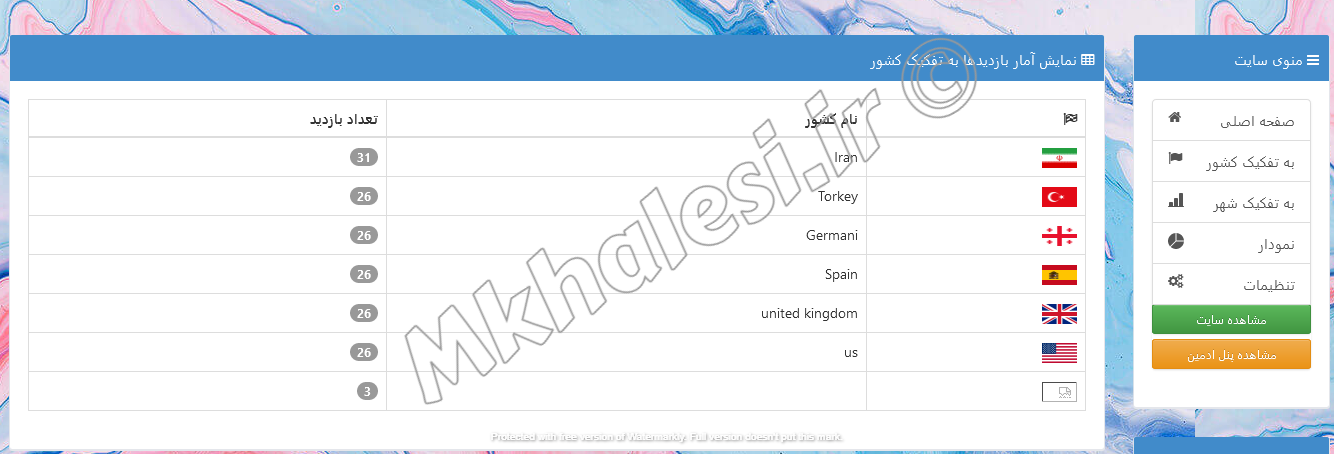 منوی سایت
صفحه اصلی
به تفکیک کشور
به تفکیک شهر
نمودار
تنظیمات
مشاهده سایت
مشاهده پنل ادمین
نمایش آمار بازدیدها به تفکیک کشور
نام کشور تعداد بازدید
Iran 31
Torkey 26
Germani 26
Spain 26
united kingdom 26
us 26
3
Mkhalesi.ir ©
Protected with free version of Watermarkly. Full version doesn't put this mark.